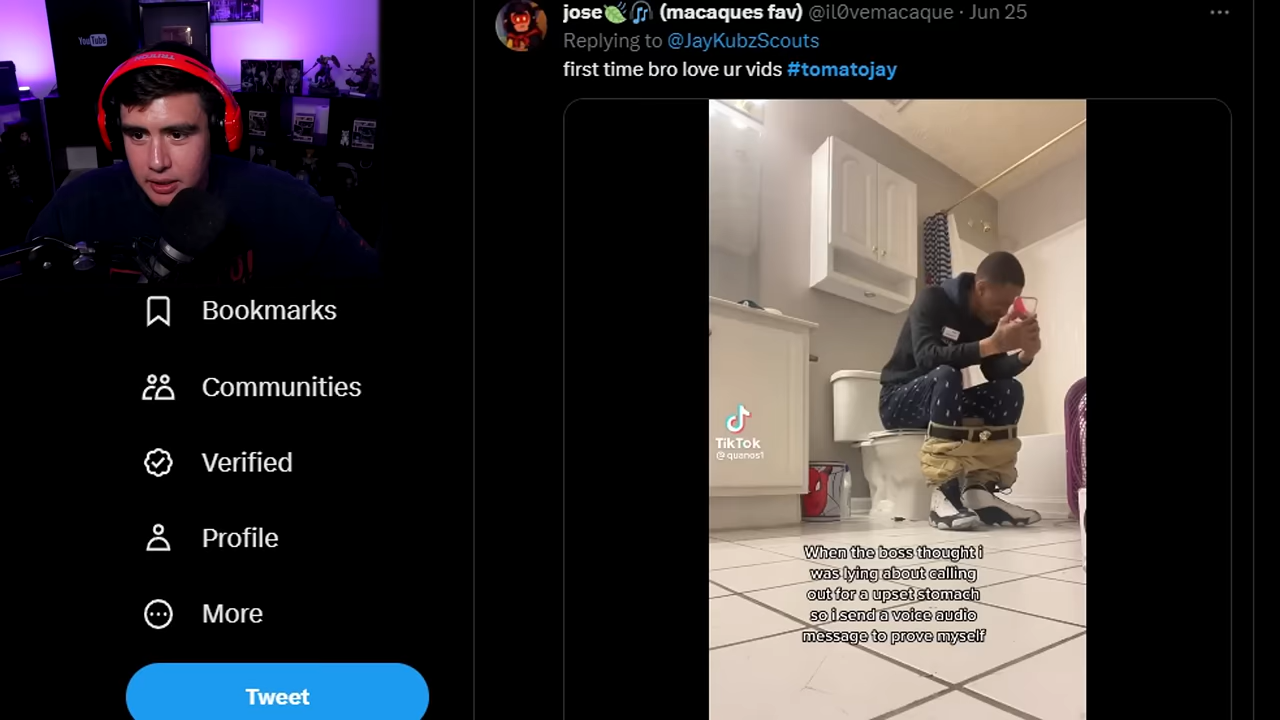 jose🍃🎵 (macaques fav) @il0vemacaque · Jun 25
Replying to @JayKubzScouts
first time bro love ur vids #tomatojay
YouTube
Bookmarks
Communities
Verified
Profile
More
Tweet
TikTok
@quanos1
When the boss thought i
was lying about calling
out for a upset stomach
so i send a voice audio
message to prove myself